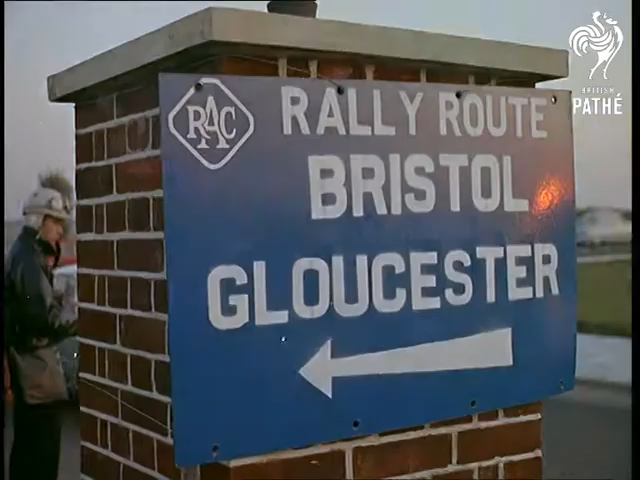 RAC
RALLY ROUTE
BRISTOL
GLOUCESTER
BRITISH
PATHÉ